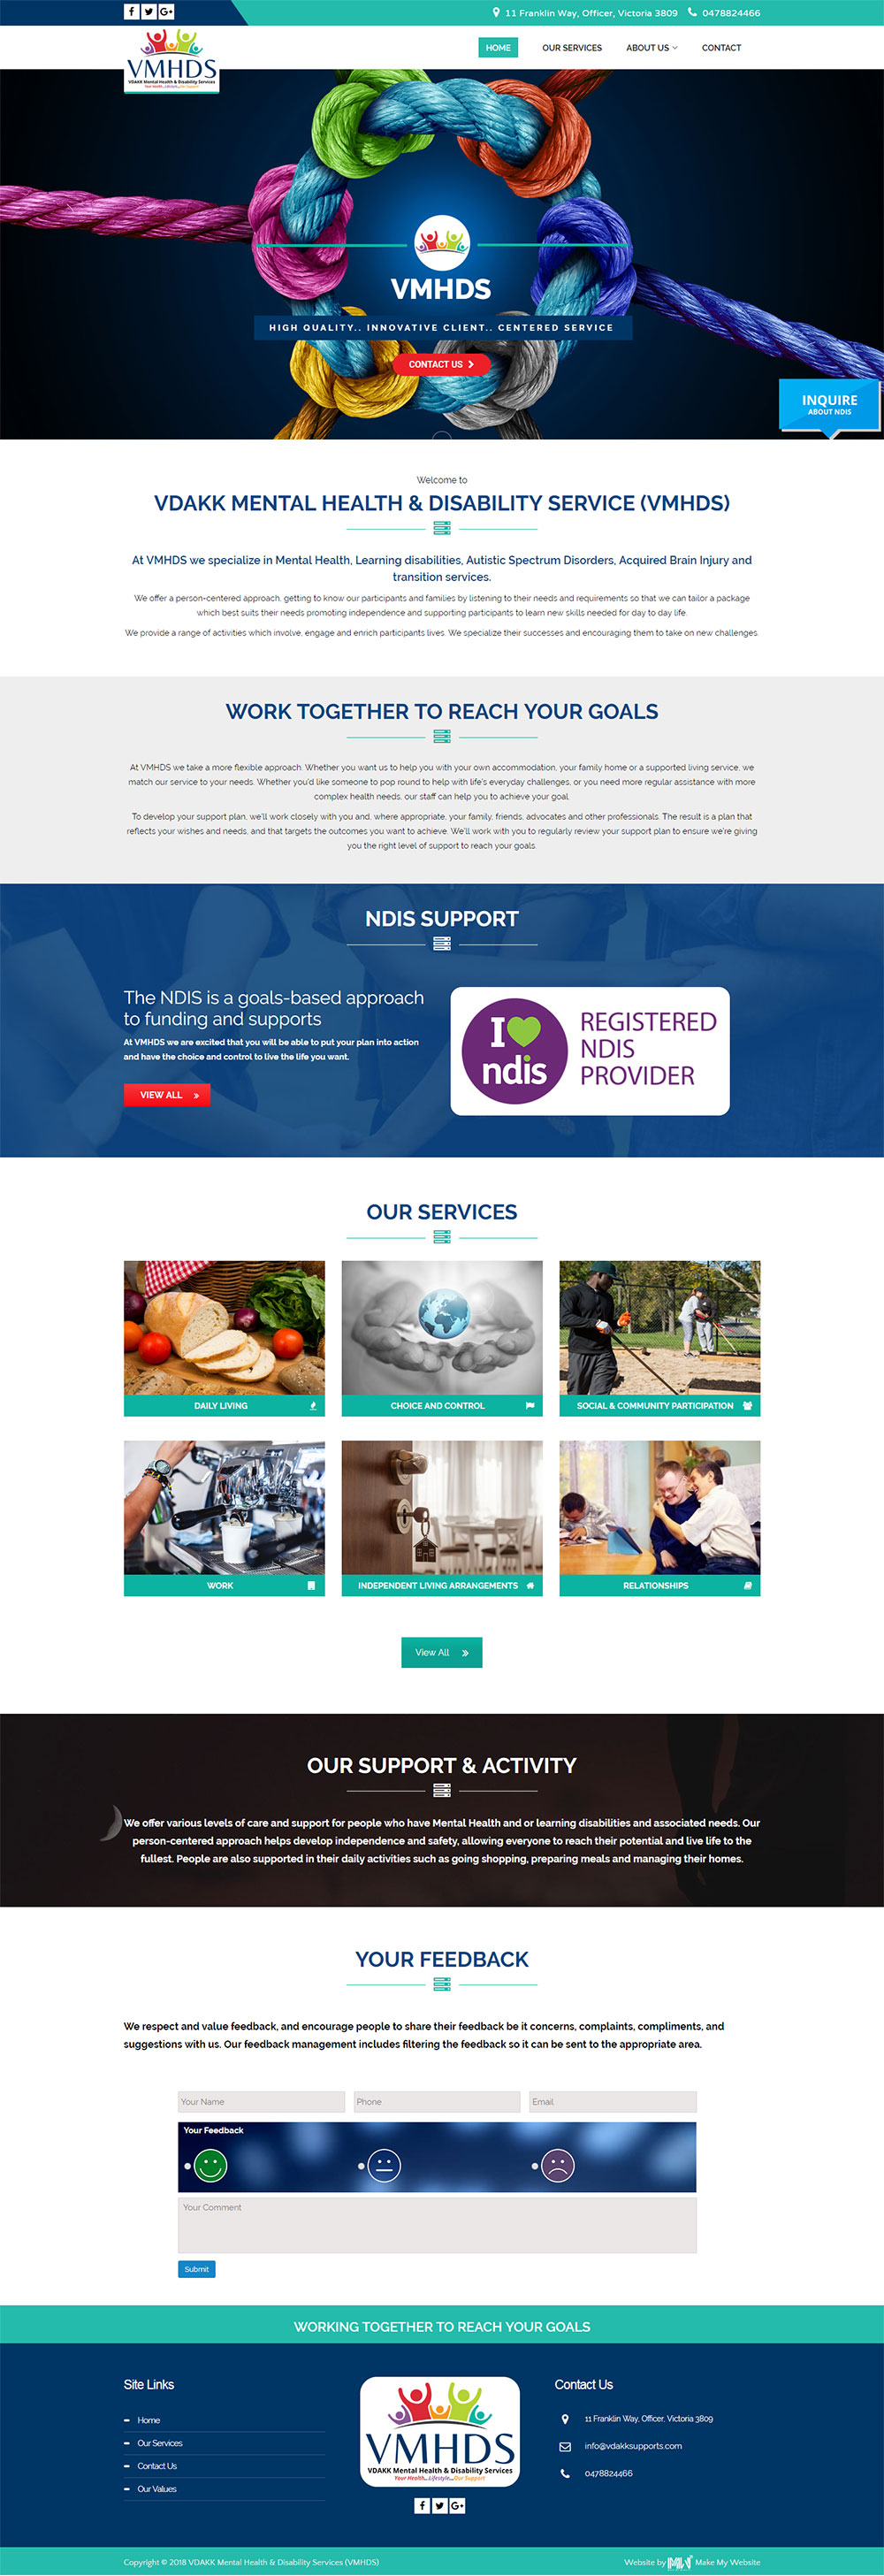 11 Franklin Way, Officer, Victoria 3809 0478824466
VMHDS
VDAKK Mental Health & Disability Services
Your Health...Lifestyle...Our Support
HOME OUR SERVICES ABOUT US CONTACT
VMHDS
HIGH QUALITY.. INNOVATIVE CLIENT.. CENTERED SERVICE
CONTACT US
INQUIRE
ABOUT NDIS
Welcome to
VDAKK MENTAL HEALTH & DISABILITY SERVICE (VMHDS)
At VMHDS we specialize in Mental Health, Learning disabilities, Autistic Spectrum Disorders, Acquired Brain Injury and
transition services.
We offer a person-centered approach, getting to know our participants and families by listening to their needs and requirements so that we can tailor a package
which best suits their needs promoting independence and supporting participants to learn new skills needed for day to day life.
We provide a range of activities which involve, engage and enrich participants lives. We specialize their successes and encouraging them to take on new challenges.
WORK TOGETHER TO REACH YOUR GOALS
At VMHDS we take a more flexible approach. Whether you want us to help you with your own accommodation, your family home or a supported living service, we
match our service to your needs. Whether you'd like someone to pop round to help with life's everyday challenges, or you need more regular assistance with more
complex health needs, our staff can help you to achieve your goal.
To develop your support plan, we'll work closely with you and, where appropriate, your family, friends, advocates and other professionals. The result is a plan that
reflects your wishes and needs, and that targets the outcomes you want to achieve. We'll work with you to regularly review your support plan to ensure we're giving
you the right level of support to reach your goals.
NDIS SUPPORT
The NDIS is a goals-based approach
to funding and supports
At VMHDS we are excited that you will be able to put your plan into action
and have the choice and control to live the life you want.
VIEW ALL
I
ndis
REGISTERED
NDIS
PROVIDER
OUR SERVICES
DAILY LIVING
CHOICE AND CONTROL
SOCIAL & COMMUNITY PARTICIPATION
WORK
INDEPENDENT LIVING ARRANGEMENTS
RELATIONSHIPS
View All
OUR SUPPORT & ACTIVITY
We offer various levels of care and support for people who have Mental Health and or learning disabilities and associated needs. Our
person-centered approach helps develop independence and safety, allowing everyone to reach their potential and live life to the
fullest. People are also supported in their daily activities such as going shopping, preparing meals and managing their homes.
YOUR FEEDBACK
We respect and value feedback, and encourage people to share their feedback be it concerns, complaints, compliments, and
suggestions with us. Our feedback management includes filtering the feedback so it can be sent to the appropriate area.
Your Name Phone Email
Your Feedback
Your Comment
Submit
WORKING TOGETHER TO REACH YOUR GOALS
Site Links
Home
Our Services
Contact Us
Our Values
VMHDS
VDAKK Mental Health & Disability Services
Your Health...Lifestyle...Our Support
Contact Us
11 Franklin Way, Officer, Victoria 3809
info@vdakksupports.com
0478824466
Copyright © 2018 VDAKK Mental Health & Disability Services (VMHDS)
Website by Make My Website